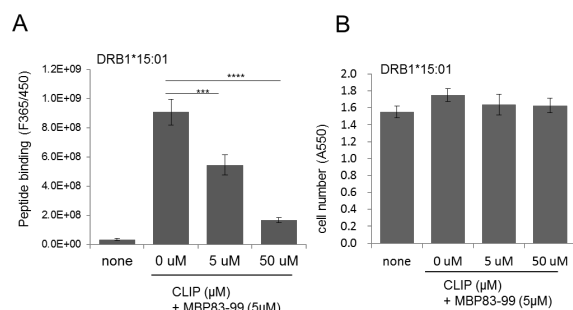 A
DRB1*15:01
Peptide binding (F365/450)
1.2E+09
1.0E+09
8.0E+08
6.0E+08
4.0E+08
2.0E+08
0.0E+00
****
***
none 0 uM 5 uM 50 uM
CLIP (µM)
+ MBP83-99 (5µM)
B
DRB1*15:01
cell number (A550)
2.0
1.8
1.6
1.4
1.2
1.0
0.8
0.6
0.4
0.2
0.0
none 0 uM 5 uM 50 uM
CLIP (µM)
+ MBP83-99 (5µM)